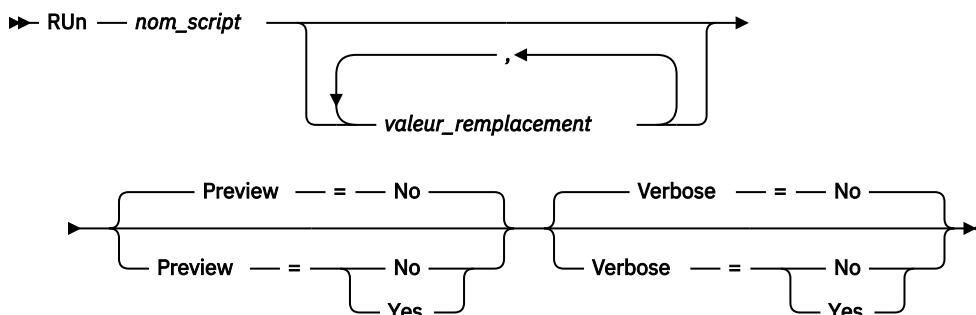 RUn nom_script
,
valeur_remplacement
Preview = No Verbose = No
Preview = No Verbose = No
Yes Yes